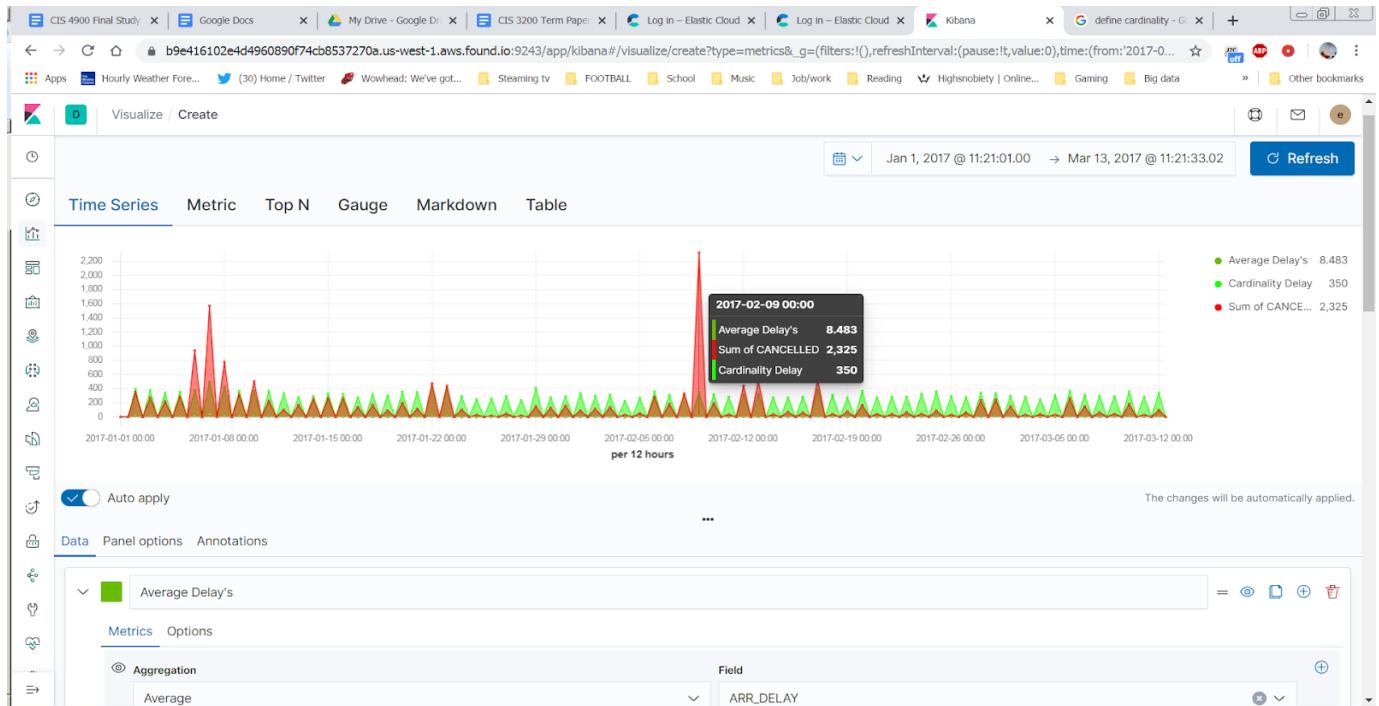 CIS 4900 Final Study
Google Docs
My Drive - Google Dri
CIS 3200 Term Paper
Log in – Elastic Cloud
Log in – Elastic Cloud
Kibana
define cardinality - G
b9e416102e4d4960890f74cb8537270a.us-west-1.aws.found.io:9243/app/kibana#/visualize/create?type=metrics&_g=(filters:!(),refreshInterval:(pause:!t,value:0),time:(from:'2017-0...
off
ABP
Apps
Hourly Weather Fore...
(30) Home / Twitter
Wowhead: We've got...
Steaming tv
FOOTBALL
School
Music
Job/work
Reading
Highsnobiety | Online...
Gaming
Big data
»
Other bookmarks
D
Visualize / Create
e
Jan 1, 2017 @ 11:21:01.00 → Mar 13, 2017 @ 11:21:33.02
Refresh
Time Series Metric Top N Gauge Markdown Table
2,200
2,000
1,800
1,600
1,400
1,200
1,000
800
600
400
200
0
2017-01-01 00:00
2017-01-08 00:00
2017-01-15 00:00
2017-01-22 00:00
2017-01-29 00:00
2017-02-05 00:00
2017-02-12 00:00
2017-02-19 00:00
2017-02-26 00:00
2017-03-05 00:00
2017-03-12 00:00
per 12 hours
2017-02-09 00:00
Average Delay's 8.483
Sum of CANCELLED 2,325
Cardinality Delay 350
Average Delay's 8.483
Cardinality Delay 350
Sum of CANCE... 2,325
Auto apply
The changes will be automatically applied.
Data Panel options Annotations
Average Delay's
Metrics Options
Aggregation
Field
Average
ARR_DELAY